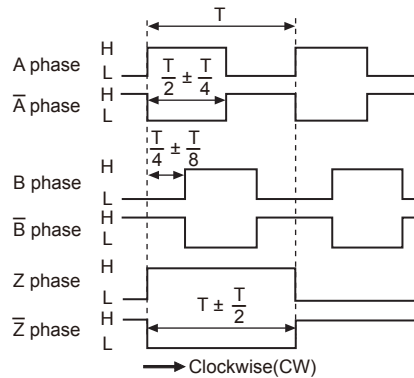 T
A phase H
L
T/2 ± T/4
A̅ phase H
L
T/4 ± T/8
B phase H
L
B̅ phase H
L
Z phase H
L
T ± T/2
Z̅ phase H
L
Clockwise(CW)